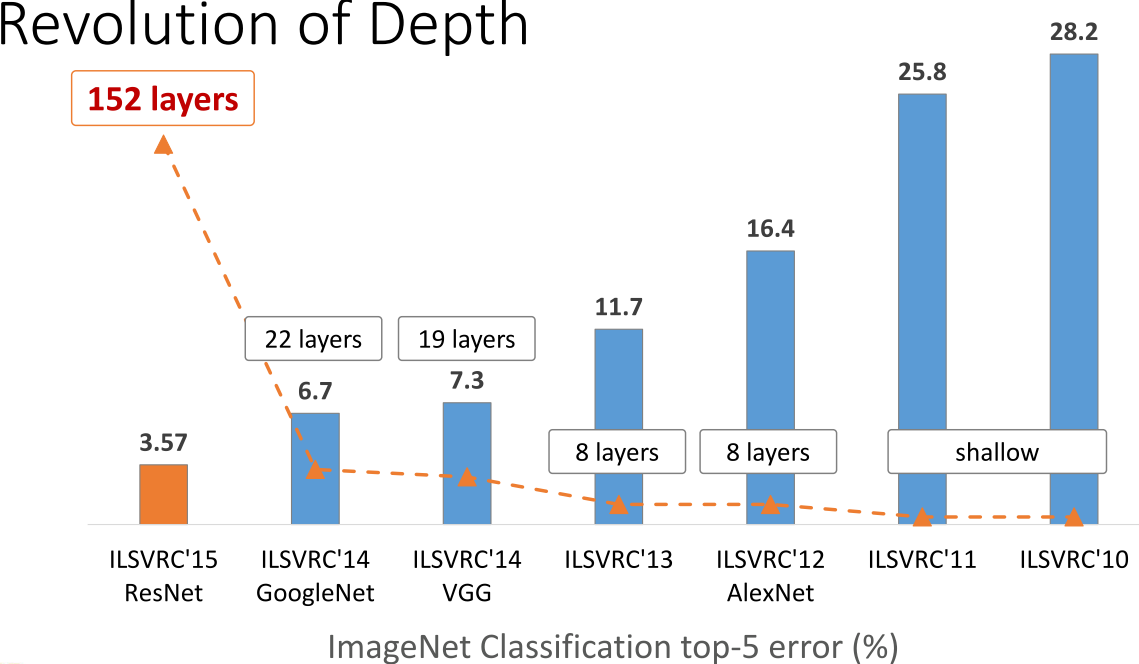 Revolution of Depth
28.2
25.8
152 layers
16.4
11.7
22 layers
19 layers
6.7
7.3
3.57
8 layers
8 layers
shallow
ILSVRC'15
ResNet
ILSVRC'14
GoogleNet
ILSVRC'14
VGG
ILSVRC'13
ILSVRC'12
AlexNet
ILSVRC'11
ILSVRC'10
ImageNet Classification top-5 error (%)